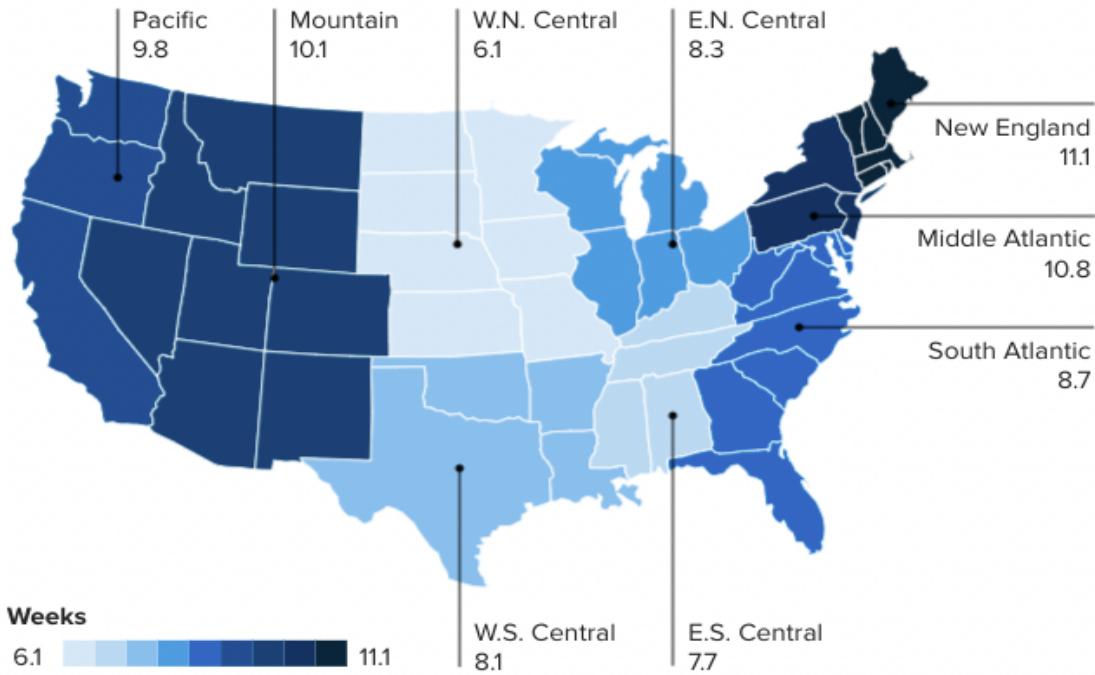 Pacific
9.8
Mountain
10.1
W.N. Central
6.1
E.N. Central
8.3
New England
11.1
Middle Atlantic
10.8
South Atlantic
8.7
W.S. Central
8.1
E.S. Central
7.7
Weeks
6.1 11.1